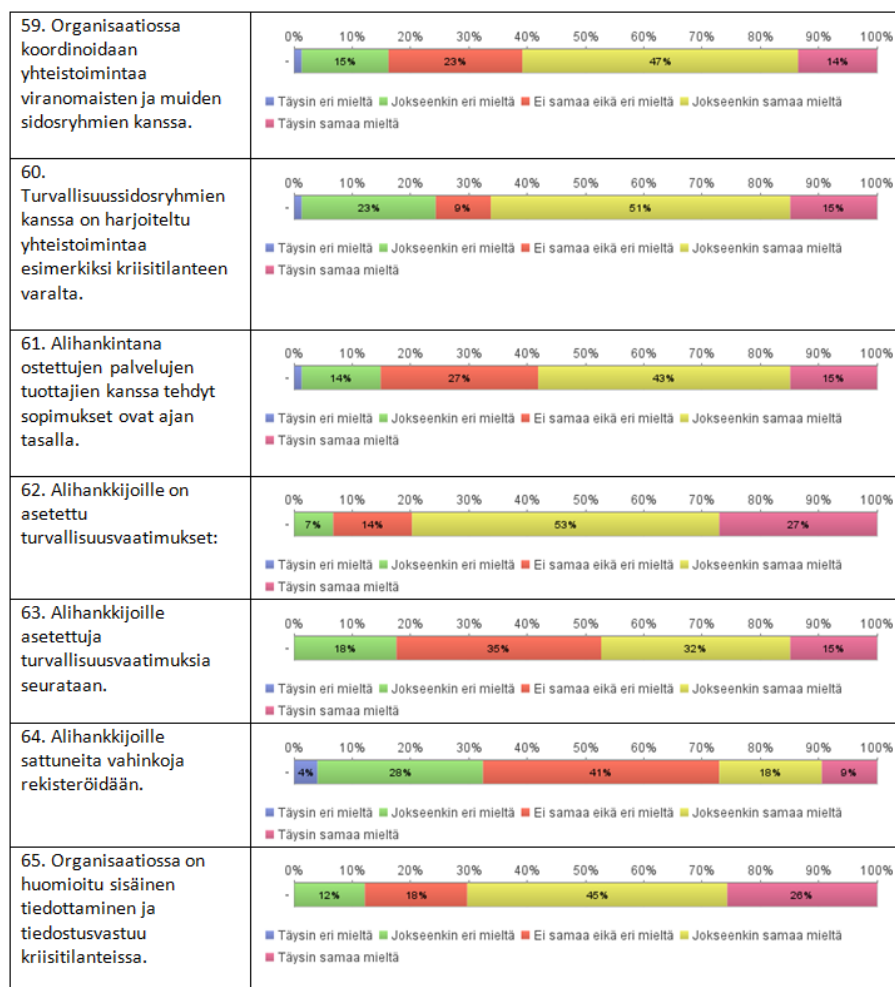 59. Organisaatiossa
koordinoidaan
yhteistoimintaa
viranomaisten ja muiden
sidosryhmien kanssa.
0% 10% 20% 30% 40% 50% 60% 70% 80% 90% 100%
- 15% 23% 47% 14%
Täysin eri mieltä Jokseenkin eri mieltä Ei samaa eikä eri mieltä Jokseenkin samaa mieltä
Täysin samaa mieltä
60.
Turvallisuussidosryhmien
kanssa on harjoiteltu
yhteistoimintaa
esimerkiksi kriisitilanteen
varalta.
0% 10% 20% 30% 40% 50% 60% 70% 80% 90% 100%
- 23% 9% 51% 15%
Täysin eri mieltä Jokseenkin eri mieltä Ei samaa eikä eri mieltä Jokseenkin samaa mieltä
Täysin samaa mieltä
61. Alihankintana
ostettujen palvelujen
tuottajien kanssa tehdyt
sopimukset ovat ajan
tasalla.
0% 10% 20% 30% 40% 50% 60% 70% 80% 90% 100%
- 14% 27% 43% 15%
Täysin eri mieltä Jokseenkin eri mieltä Ei samaa eikä eri mieltä Jokseenkin samaa mieltä
Täysin samaa mieltä
62. Alihankkijoille on
asetettu
turvallisuusvaatimukset:
0% 10% 20% 30% 40% 50% 60% 70% 80% 90% 100%
- 7% 14% 53% 27%
Täysin eri mieltä Jokseenkin eri mieltä Ei samaa eikä eri mieltä Jokseenkin samaa mieltä
Täysin samaa mieltä
63. Alihankkijoille
asetettuja
turvallisuusvaatimuksia
seurataan.
0% 10% 20% 30% 40% 50% 60% 70% 80% 90% 100%
- 18% 35% 32% 15%
Täysin eri mieltä Jokseenkin eri mieltä Ei samaa eikä eri mieltä Jokseenkin samaa mieltä
Täysin samaa mieltä
64. Alihankkijoille
sattuneita vahinkoja
rekisteröidään.
0% 10% 20% 30% 40% 50% 60% 70% 80% 90% 100%
- 4% 28% 41% 18% 9%
Täysin eri mieltä Jokseenkin eri mieltä Ei samaa eikä eri mieltä Jokseenkin samaa mieltä
Täysin samaa mieltä
65. Organisaatiossa on
huomioitu sisäinen
tiedottaminen ja
tiedostusvastuu
kriisitilanteissa.
0% 10% 20% 30% 40% 50% 60% 70% 80% 90% 100%
- 12% 18% 45% 26%
Täysin eri mieltä Jokseenkin eri mieltä Ei samaa eikä eri mieltä Jokseenkin samaa mieltä
Täysin samaa mieltä